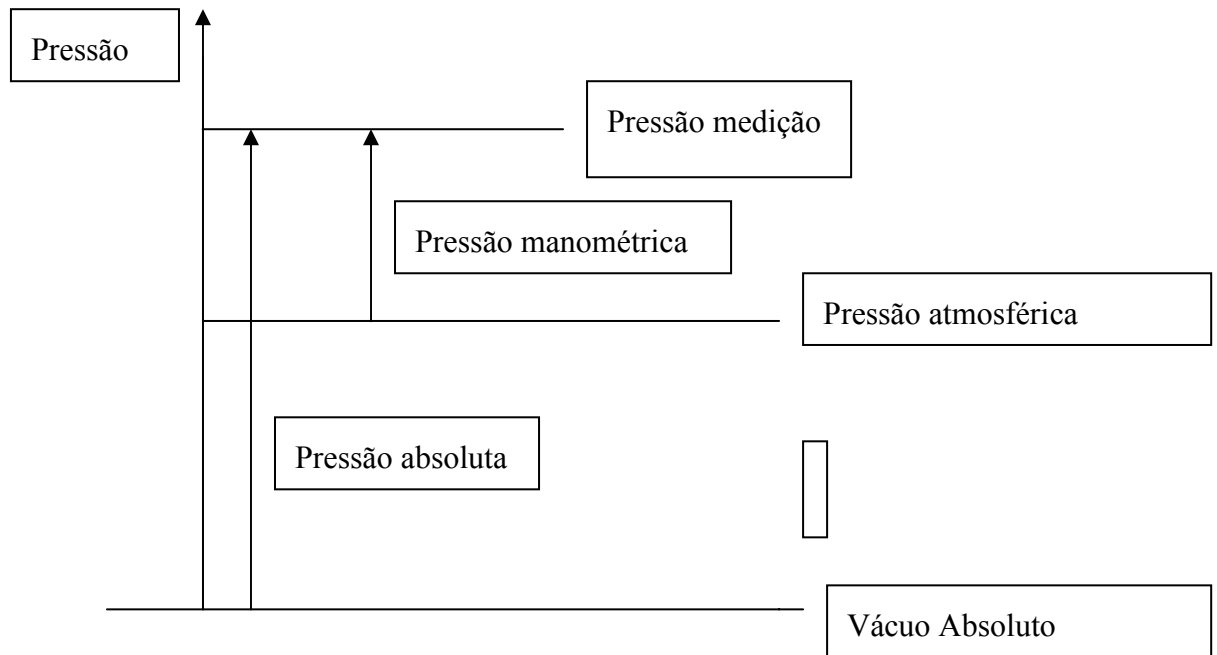 Pressão
Pressão medição
Pressão manométrica
Pressão atmosférica
Pressão absoluta
Vácuo Absoluto